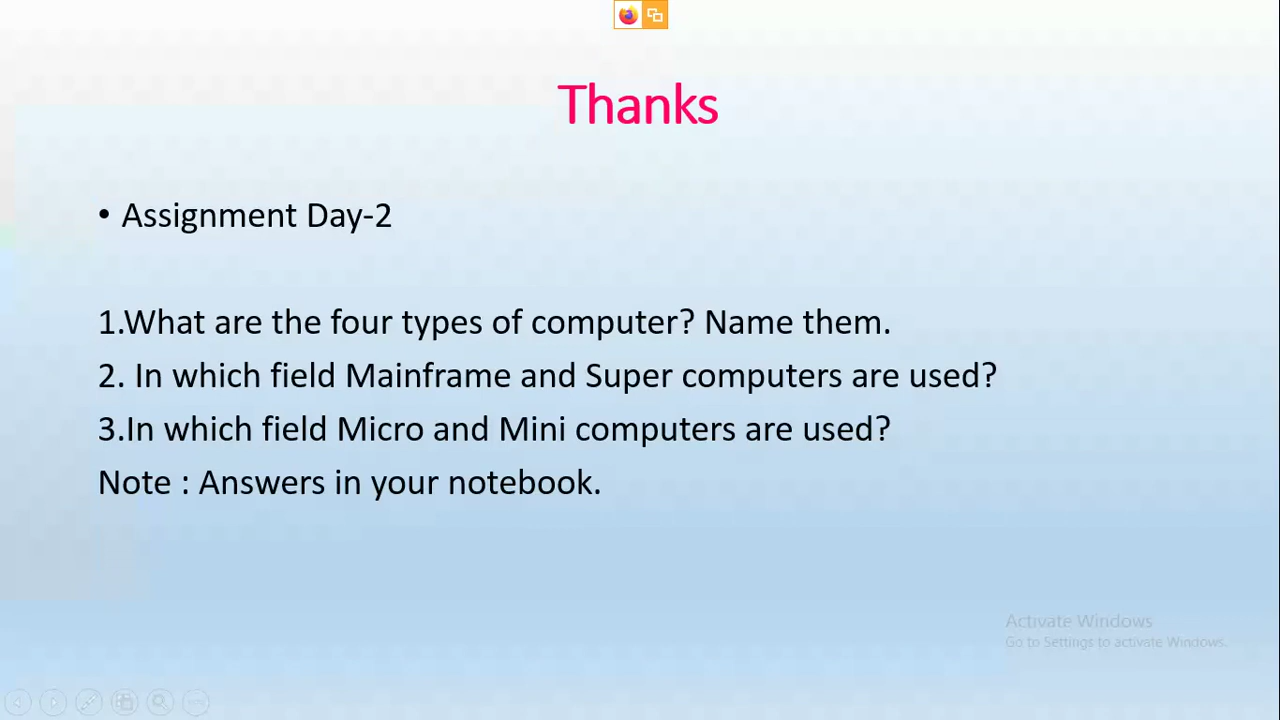 Thanks
• Assignment Day-2
1.What are the four types of computer? Name them.
2. In which field Mainframe and Super computers are used?
3.In which field Micro and Mini computers are used?
Note : Answers in your notebook.
Activate Windows
Go to Settings to activate Windows.